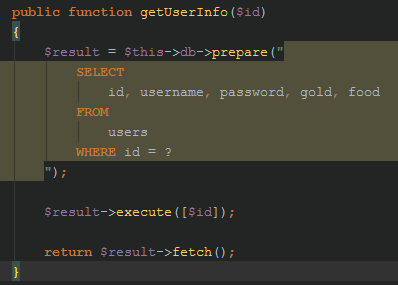 public function getUserInfo($id)
{
$result = $this->db->prepare("
SELECT
id, username, password, gold, food
FROM
users
WHERE id = ?
");
$result->execute([$id]);
return $result->fetch();
}